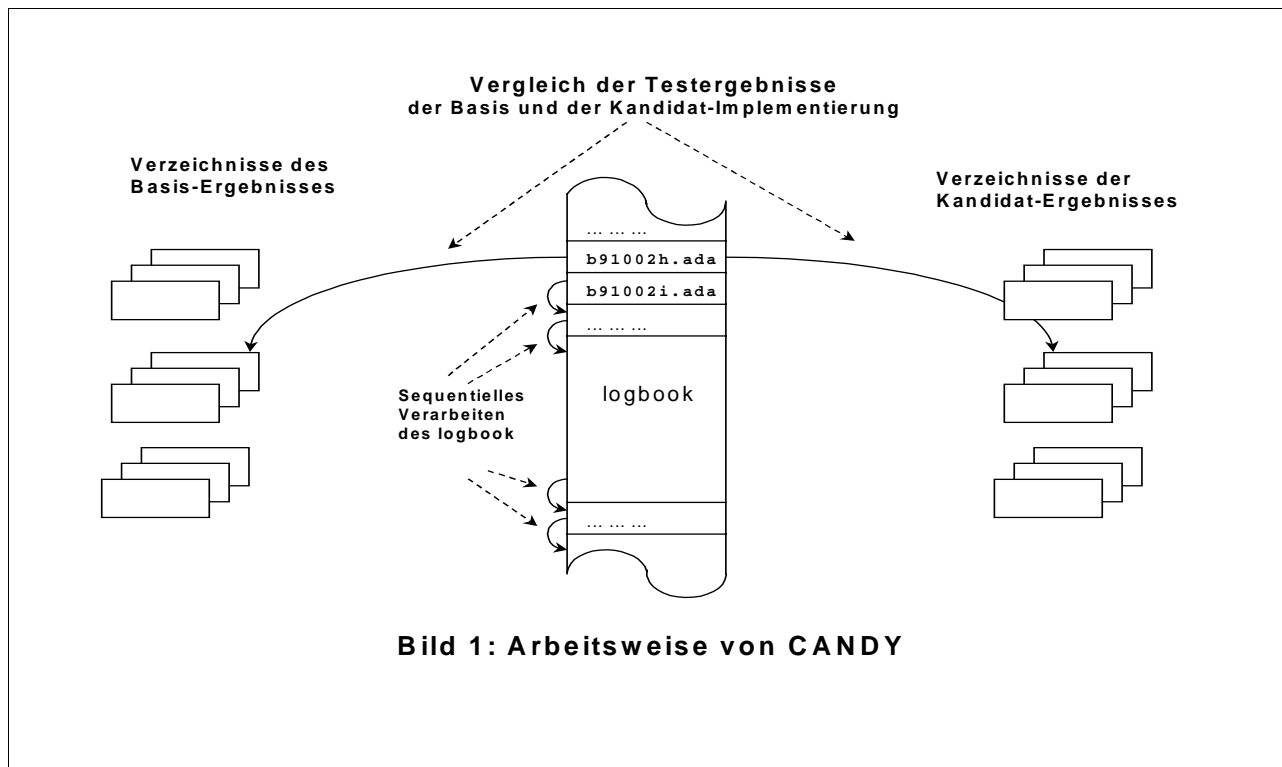 Vergleich der Testergebnisse
der Basis und der Kandidat-Implementierung
Verzeichnisse des
Basis-Ergebnisses
Verzeichnisse der
Kandidat-Ergebnisses
... ... ...
b91002h.ada
b91002i.ada
... ... ...
Sequentielles
Verarbeiten
des logbook
logbook
... ... ...
Bild 1: Arbeitsweise von CANDY